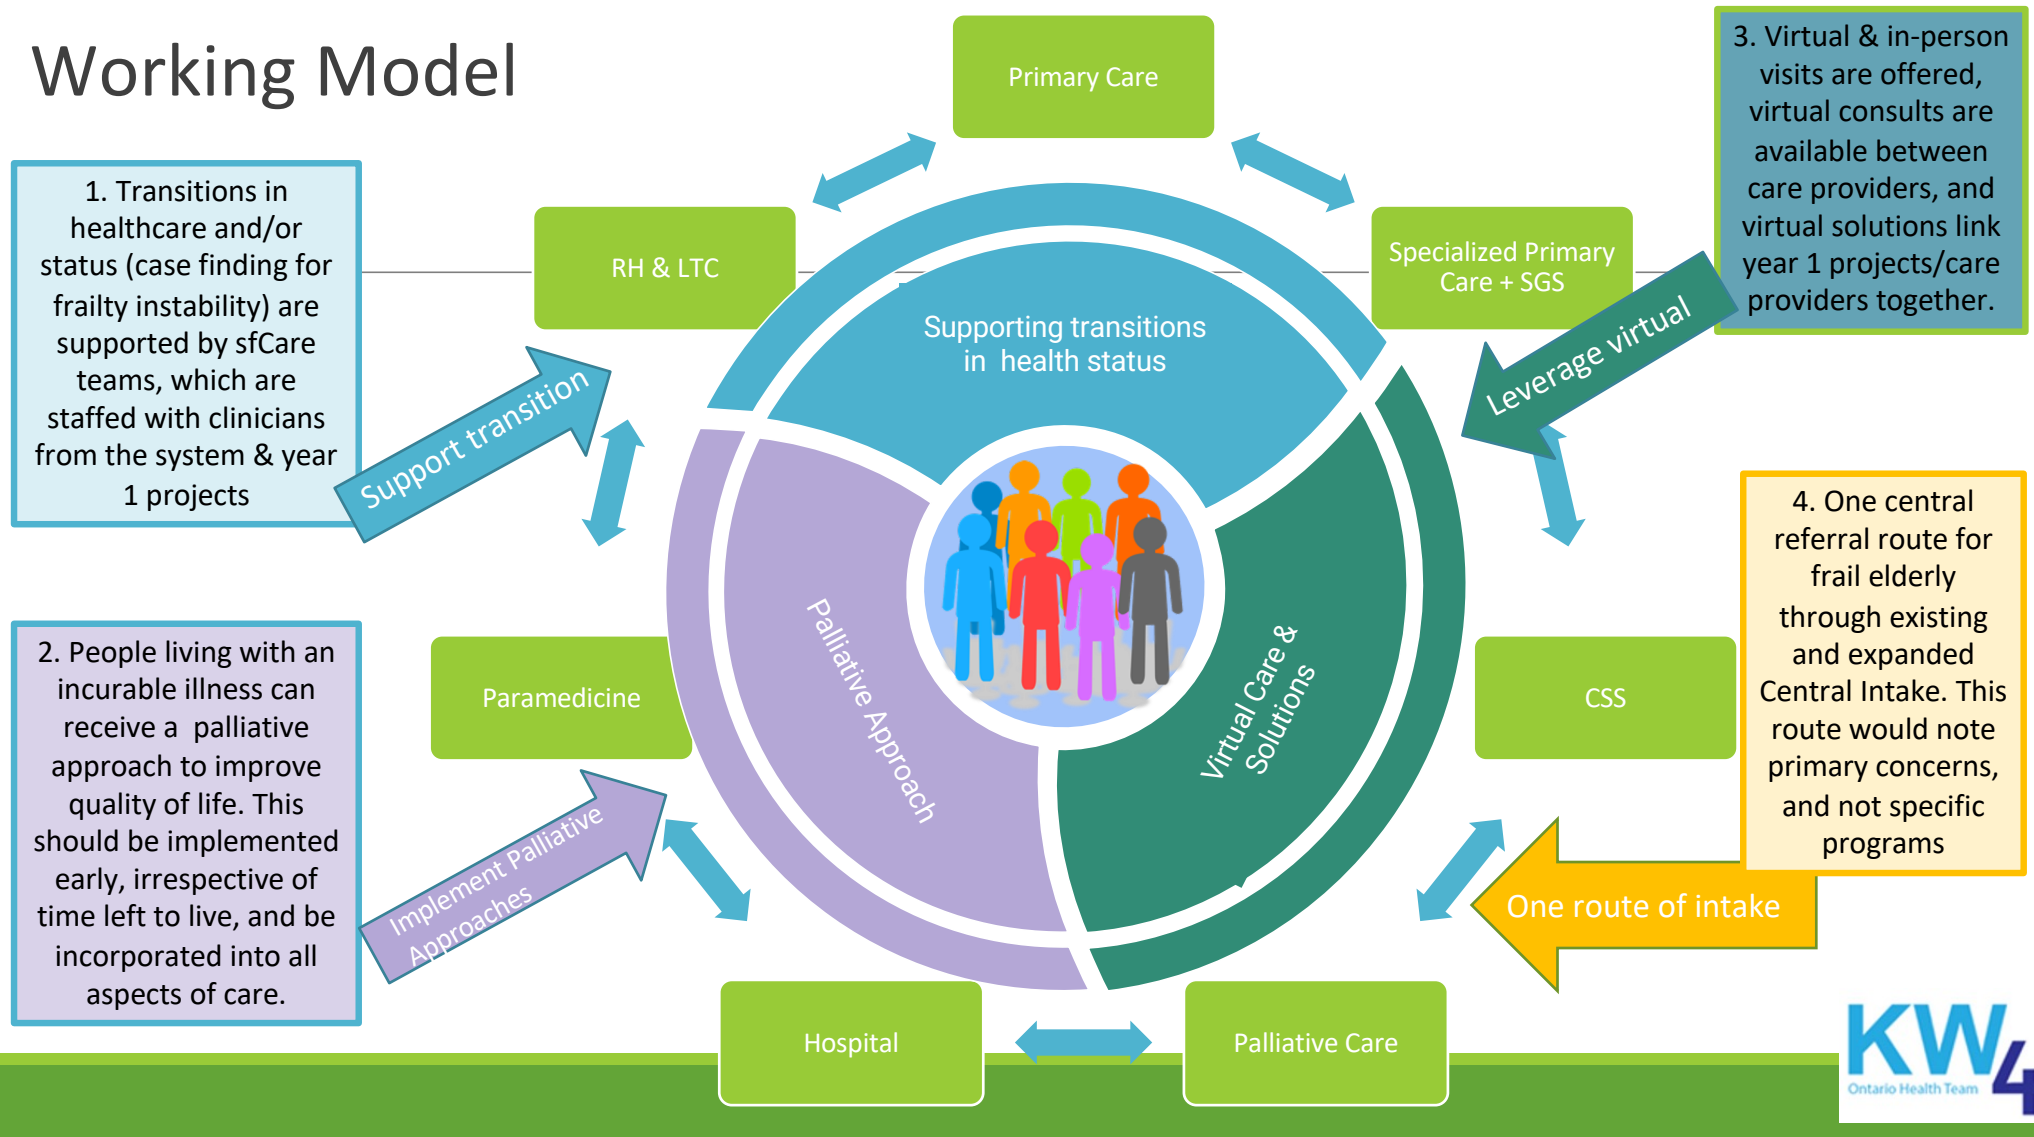 Working Model
Primary Care
3. Virtual & in-person
visits are offered,
virtual consults are
available between
care providers, and
virtual solutions link
year 1 projects/care
providers together.
1. Transitions in
healthcare and/or
status (case finding for
frailty instability) are
supported by sfCare
teams, which are
staffed with clinicians
from the system & year
1 projects
RH & LTC
Specialized Primary
Care + SGS
Supporting transitions
in health status
Leverage virtual
Support transition
4. One central
referral route for
frail elderly
through existing
and expanded
Central Intake. This
route would note
primary concerns,
and not specific
programs
2. People living with an
incurable illness can
receive a palliative
approach to improve
quality of life. This
should be implemented
early, irrespective of
time left to live, and be
incorporated into all
aspects of care.
Paramedicine
Palliative Approach
Virtual Care &
Solutions
CSS
Implement Palliative
Approaches
One route of intake
Hospital
Palliative Care
KW4
Ontario Health Team